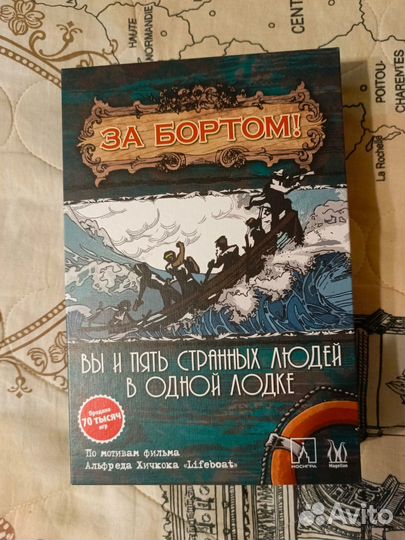 HAUTE
NORMANDIE
POITOU-
CHARENTES
La Rochelle
ЗА БОРТОМ!
ВЫ И ПЯТЬ СТРАННЫХ ЛЮДЕЙ
В ОДНОЙ ЛОДКЕ
Продано
70 ТЫСЯЧ
игр
По мотивам фильма
Альфреда Хичкока «Lifeboat»
МОСИГРА
Magellan
Avito